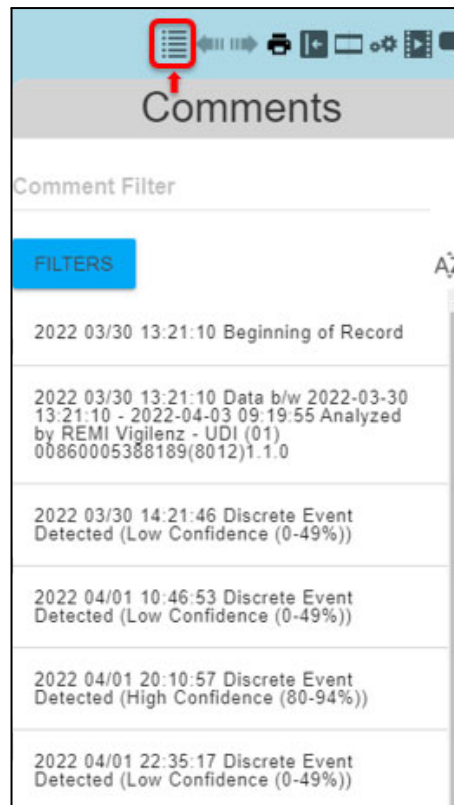 Comments
Comment Filter
FILTERS
AZ
2022 03/30 13:21:10 Beginning of Record
2022 03/30 13:21:10 Data b/w 2022-03-30
13:21:10 - 2022-04-03 09:19:55 Analyzed
by REMI Vigilenz - UDI (01)
00860005388189(8012)1.1.0
2022 03/30 14:21:46 Discrete Event
Detected (Low Confidence (0-49%))
2022 04/01 10:46:53 Discrete Event
Detected (Low Confidence (0-49%))
2022 04/01 20:10:57 Discrete Event
Detected (High Confidence (80-94%))
2022 04/01 22:35:17 Discrete Event
Detected (Low Confidence (0-49%))